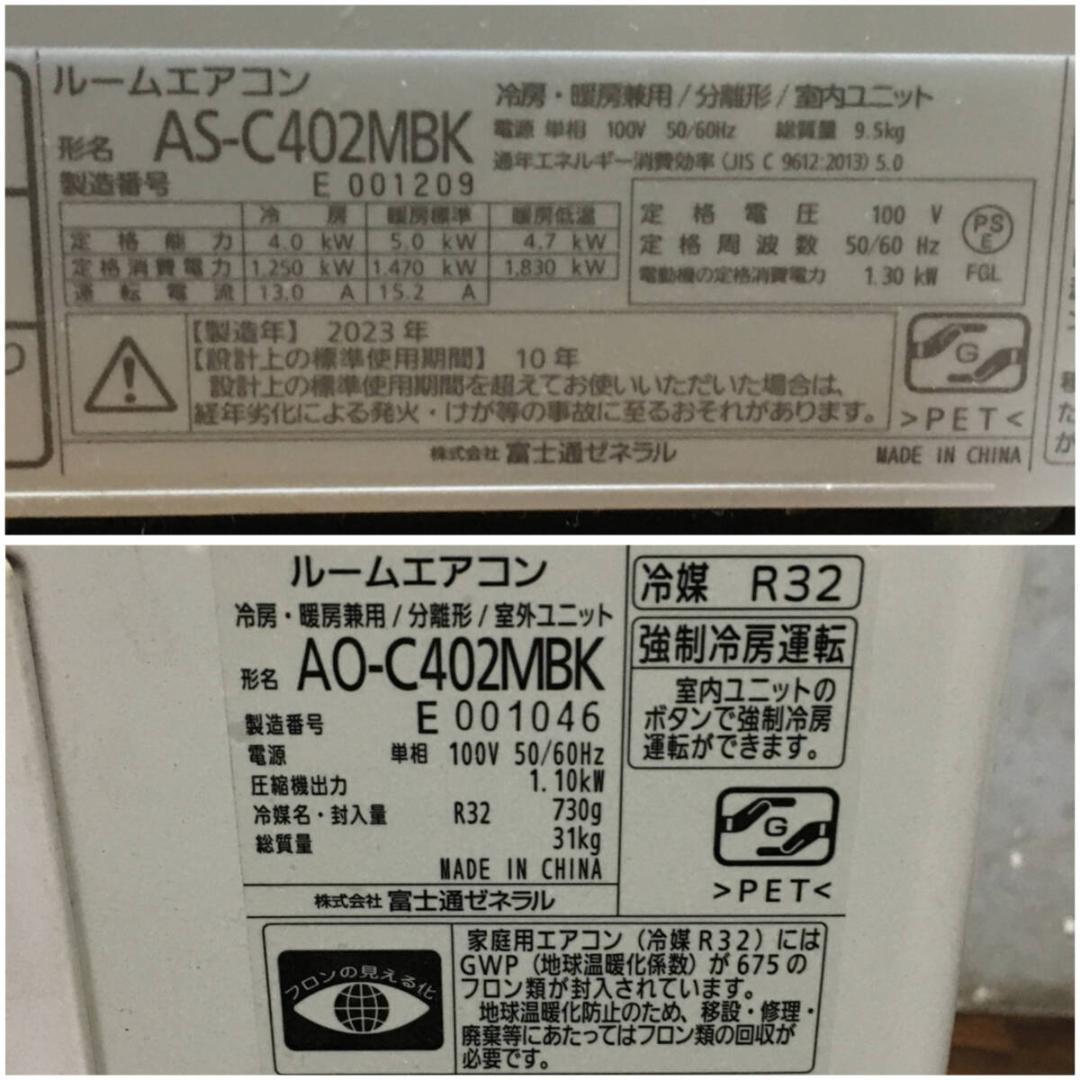 ルームエアコン
冷房・暖房兼用/分離形/室内ユニット
形名 AS-C402MBK
電源 単相 100V 50/60Hz 総質量 9.5kg
通年エネルギー消費効率 (JIS C 9612:2013) 5.0
製造番号 E 001209
冷房 暖房標準 暖房低温
定格能力 4.0 kW 5.0 kW 4.7 kW
定格消費電力 1,250 kW 1,470 kW 1,830 kW
運転電流 13.0 A 15.2 A
定格電圧 100 V
定格周波数 50/60 Hz
電動機の定格消費電力 1.30 kW
PS
E
FGL
【製造年】 2023 年
【設計上の標準使用期間】 10 年
設計上の標準使用期間を超えてお使いいただいた場合は、
経年劣化による発火・けが等の事故に至るおそれがあります。
G
>PET<
株式会社 富士通ゼネラル
MADE IN CHINA
ルームエアコン
冷房・暖房兼用/分離形/室外ユニット
形名 AO-C402MBK
製造番号 E 001046
電源 単相 100V 50/60Hz
圧縮機出力 1.10kW
冷媒名・封入量 R32 730g
総質量 31kg
MADE IN CHINA
株式会社 富士通ゼネラル
冷媒 R32
強制冷房運転
室内ユニットの
ボタンで強制冷房
運転ができます。
G
>PET<
フロンの見える化
家庭用エアコン（冷媒R32）には
GWP（地球温暖化係数）が675の
フロン類が封入されています。
地球温暖化防止のため、移設・修理・
廃棄等にあたってはフロン類の回収が
必要です。